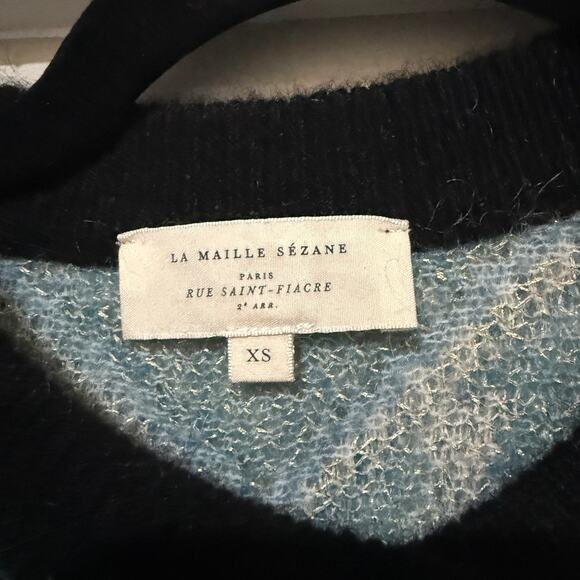 LA MAILLE SÉZANE
PARIS
RUE SAINT-FIACRE
2e ARR.
XS